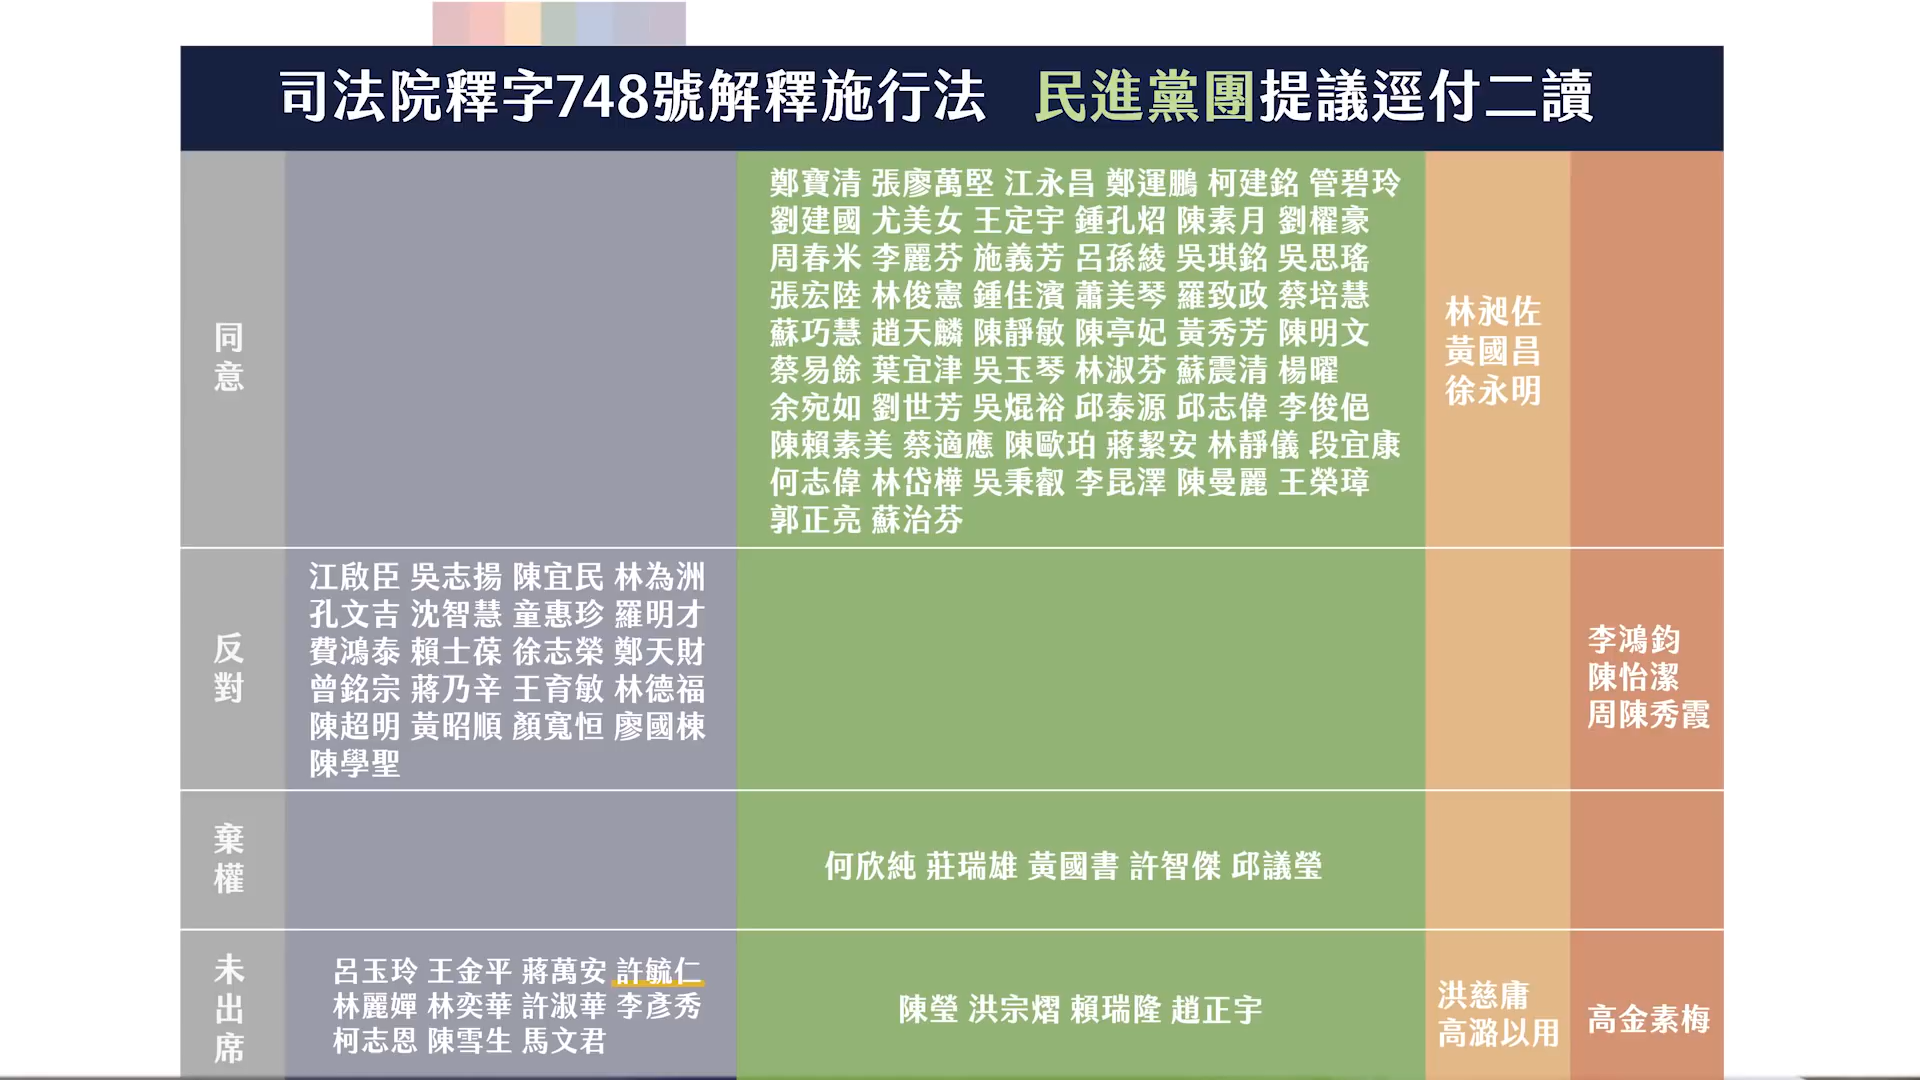 司法院釋字748號解釋施行法 民進黨團提議逕付二讀
同意
鄭寶清 張廖萬堅 江永昌 鄭運鵬 柯建銘 管碧玲
劉建國 尤美女 王定宇 鍾孔炤 陳素月 劉櫂豪
周春米 李麗芬 施義芳 呂孫綾 吳琪銘 吳思瑤
張宏陸 林俊憲 鍾佳濱 蕭美琴 羅致政 蔡培慧
蘇巧慧 趙天麟 陳靜敏 陳亭妃 黃秀芳 陳明文
蔡易餘 葉宜津 吳玉琴 林淑芬 蘇震清 楊曜
余宛如 劉世芳 吳焜裕 邱泰源 邱志偉 李俊俋
陳賴素美 蔡適應 陳歐珀 蔣絜安 林靜儀 段宜康
何志偉 林岱樺 吳秉叡 李昆澤 陳曼麗 王榮璋
郭正亮 蘇治芬
林昶佐
黃國昌
徐永明
反對
江啟臣 吳志揚 陳宜民 林為洲
孔文吉 沈智慧 童惠珍 羅明才
費鴻泰 賴士葆 徐志榮 鄭天財
曾銘宗 蔣乃辛 王育敏 林德福
陳超明 黃昭順 顏寬恒 廖國棟
陳學聖
李鴻鈞
陳怡潔
周陳秀霞
棄權
何欣純 莊瑞雄 黃國書 許智傑 邱議瑩
未出席
呂玉玲 王金平 蔣萬安 許毓仁
林麗嬋 林奕華 許淑華 李彥秀
柯志恩 陳雪生 馬文君
陳瑩 洪宗熠 賴瑞隆 趙正宇
洪慈庸
高潞以用
高金素梅